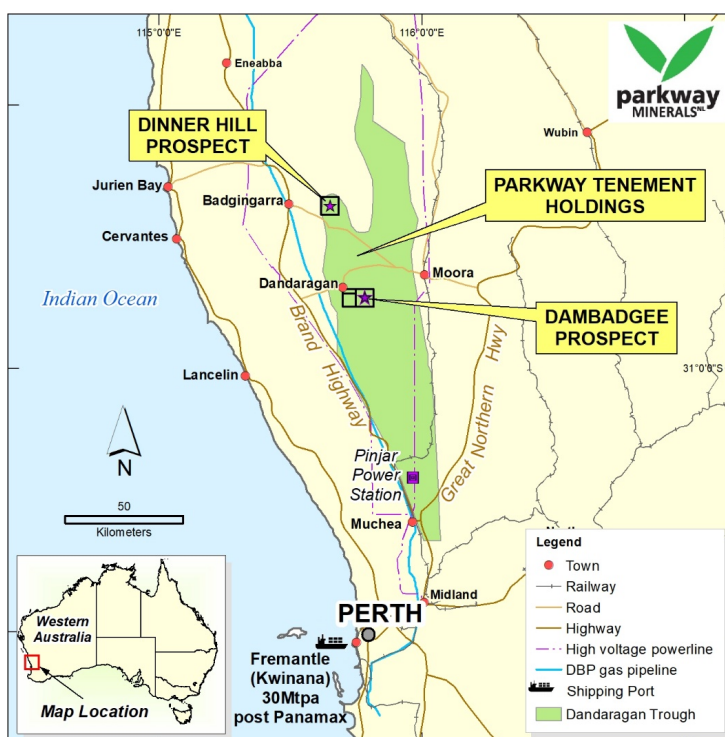 115°0'0"E
116°0'0"E
Eneabba
parkway
MINERALS NL
DINNER HILL
PROSPECT
Wubin
Jurien Bay
Badgingarra
PARKWAY TENEMENT
HOLDINGS
Cervantes
Moora
Dandaragan
Indian Ocean
DAMBADGEE
PROSPECT
Brand Highway
Great Northern Hwy
31°0'0"S
Lancelin
N
Pinjar
Power
Station
50
Kilometers
Muchea
Legend
Town
Railway
Road
Highway
High voltage powerline
DBP gas pipeline
Shipping Port
Dandaragan Trough
Midland
PERTH
Fremantle
(Kwinana)
30Mtpa
post Panamax
Western
Australia
Map Location